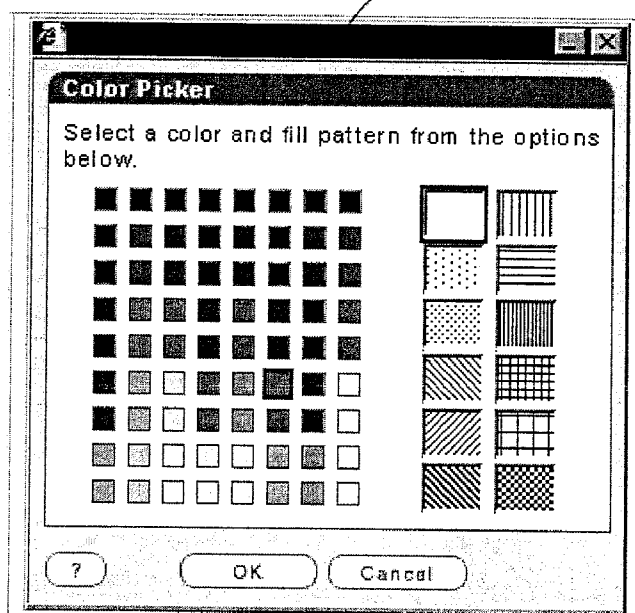 Color Picker
Select a color and fill pattern from the options
below.
?
OK
Cancel